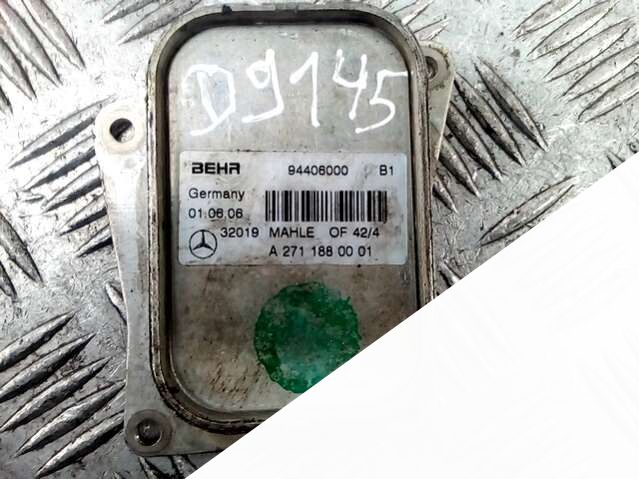 D9145
BEHR 94406000 B1
Germany
01.06.06
32019 MAHLE OF 42/4
A 271 188 00 01